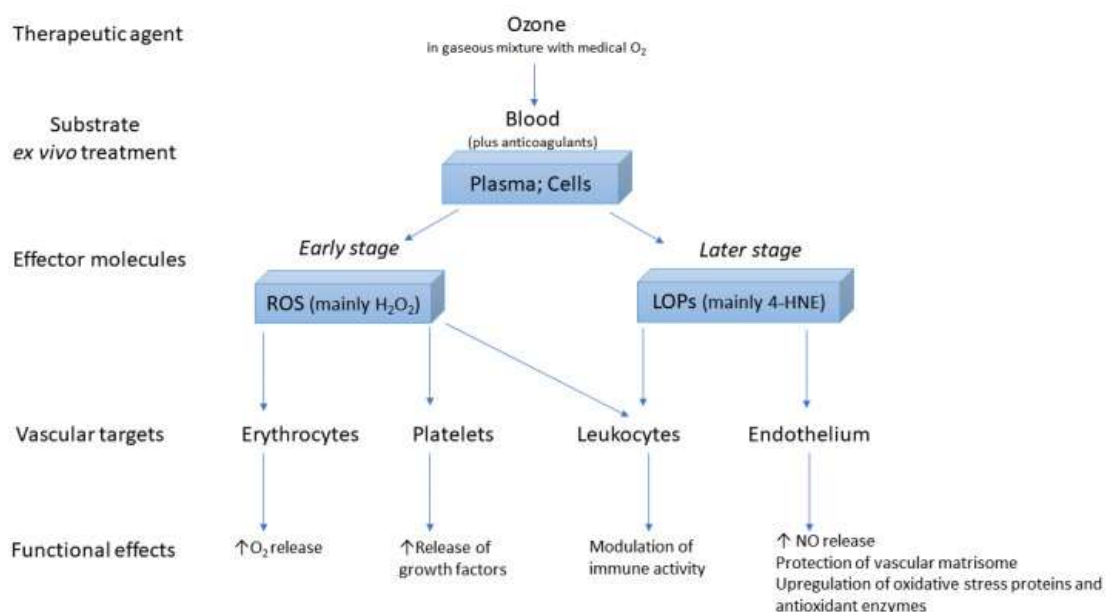 Therapeutic agent
Ozone
in gaseous mixture with medical O₂
Substrate
ex vivo treatment
Blood
(plus anticoagulants)
Plasma; Cells
Effector molecules
Early stage
Later stage
ROS (mainly H₂O₂)
LOPs (mainly 4-HNE)
Vascular targets
Erythrocytes
Platelets
Leukocytes
Endothelium
Functional effects
↑O₂ release
↑Release of
growth factors
Modulation of
immune activity
↑ NO release
Protection of vascular matrisome
Upregulation of oxidative stress proteins and
antioxidant enzymes